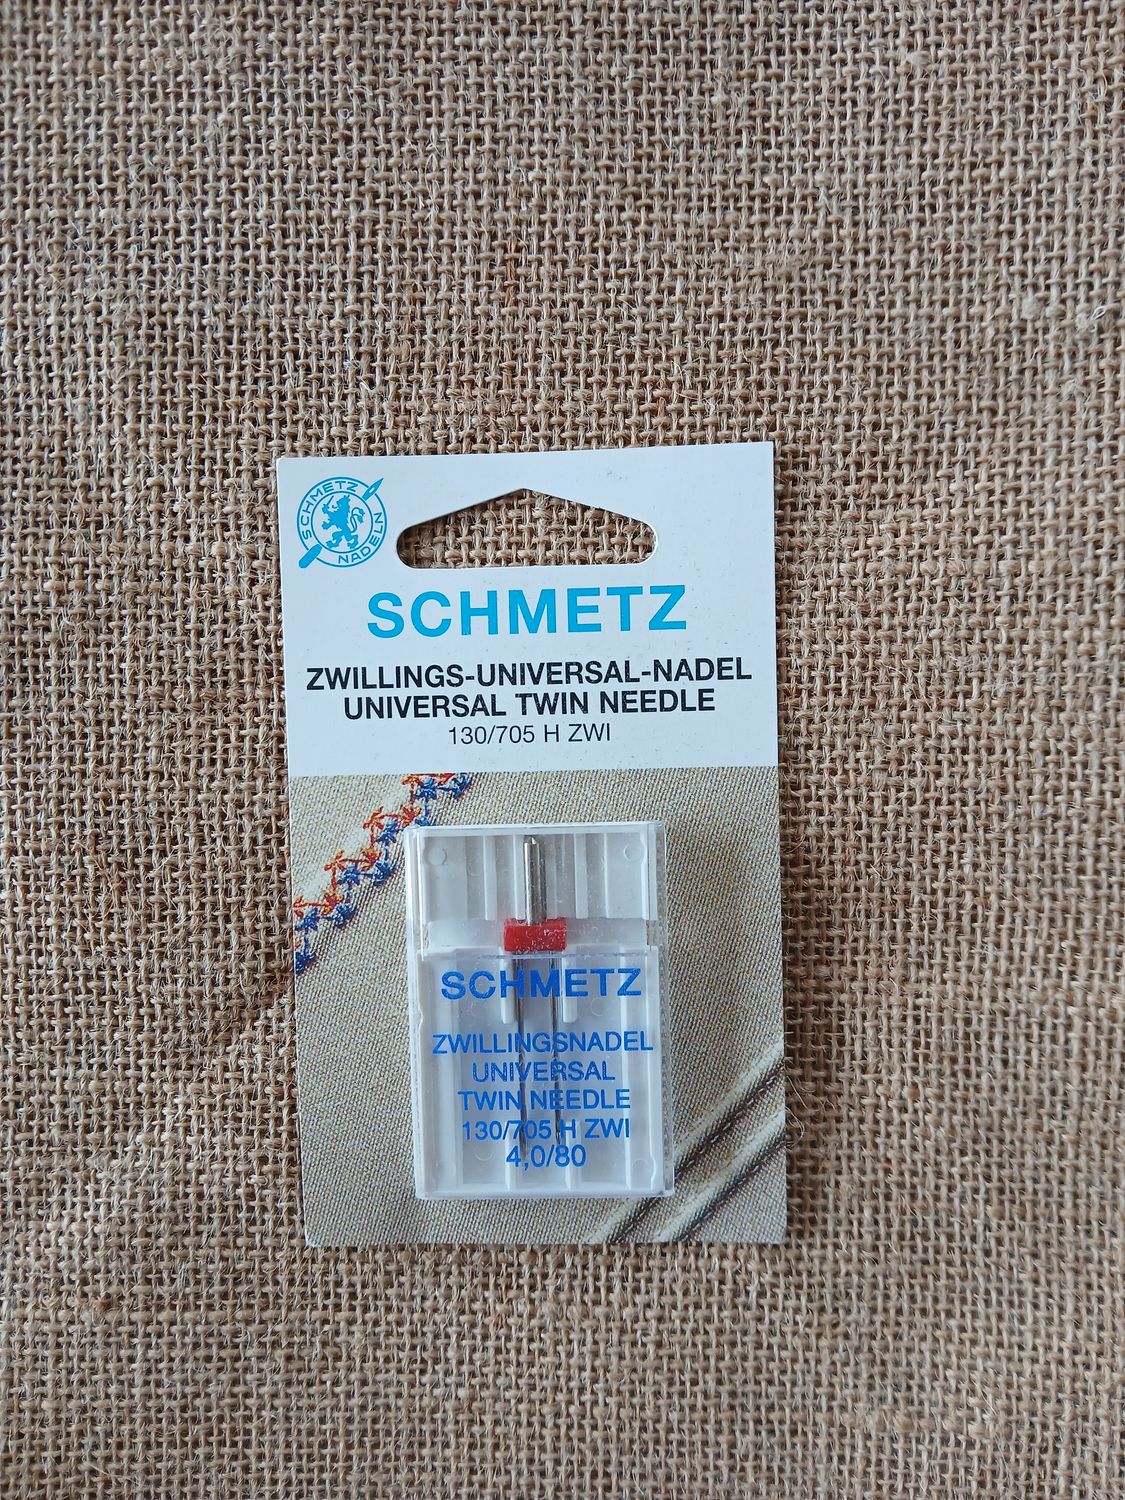 SCHMETZ
NADELN
SCHMETZ
ZWILLINGS-UNIVERSAL-NADEL
UNIVERSAL TWIN NEEDLE
130/705 H ZWI
SCHMETZ
ZWILLINGSNADEL
UNIVERSAL
TWIN NEEDLE
130/705 H ZWI
4,0/80